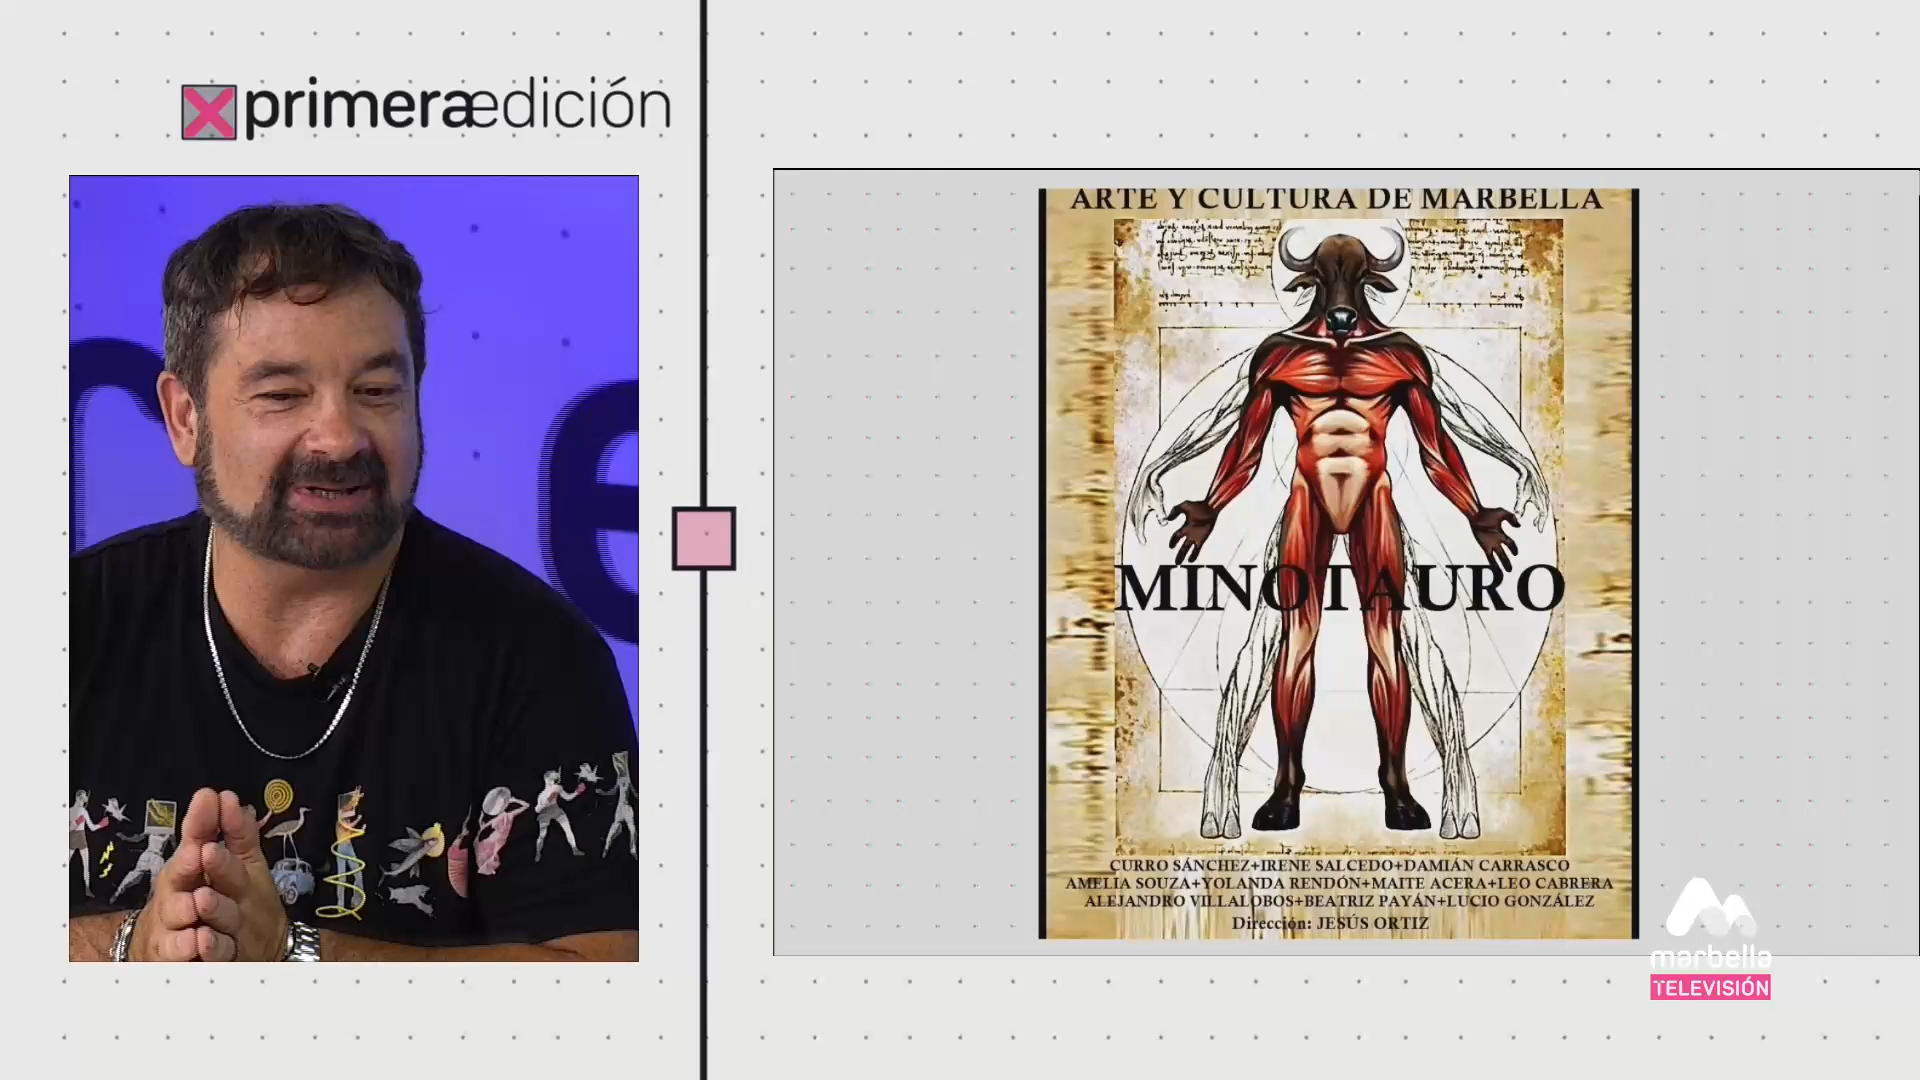 primeraedición
ARTE Y CULTURA DE MARBELLA
MINOTAURO
CURRO SÁNCHEZ+IRENE SALCEDO+DAMIÁN CARRASCO
AMELIA SOUZA+YOLANDA RENDÓN+MAITE ACERA+LEO CABRERA
ALEJANDRO VILLALOBOS+BEATRIZ PAYÁN+LUCIO GONZÁLEZ
Dirección: JESÚS ORTIZ
marbella
TELEVISIÓN